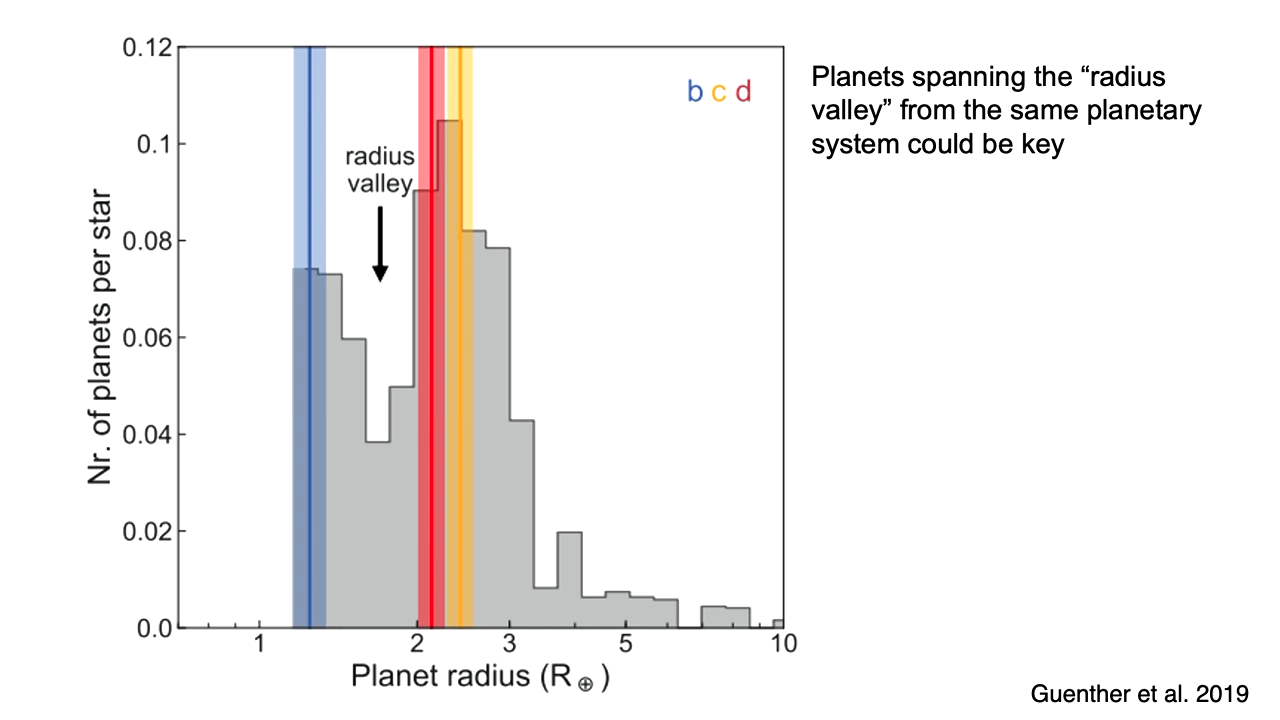 Planets spanning the “radius
valley” from the same planetary
system could be key
b c d
radius
valley
Nr. of planets per star
0.12
0.1
0.08
0.06
0.04
0.02
0.0
1 2 3 5 10
Planet radius (R⊕)
Guenther et al. 2019